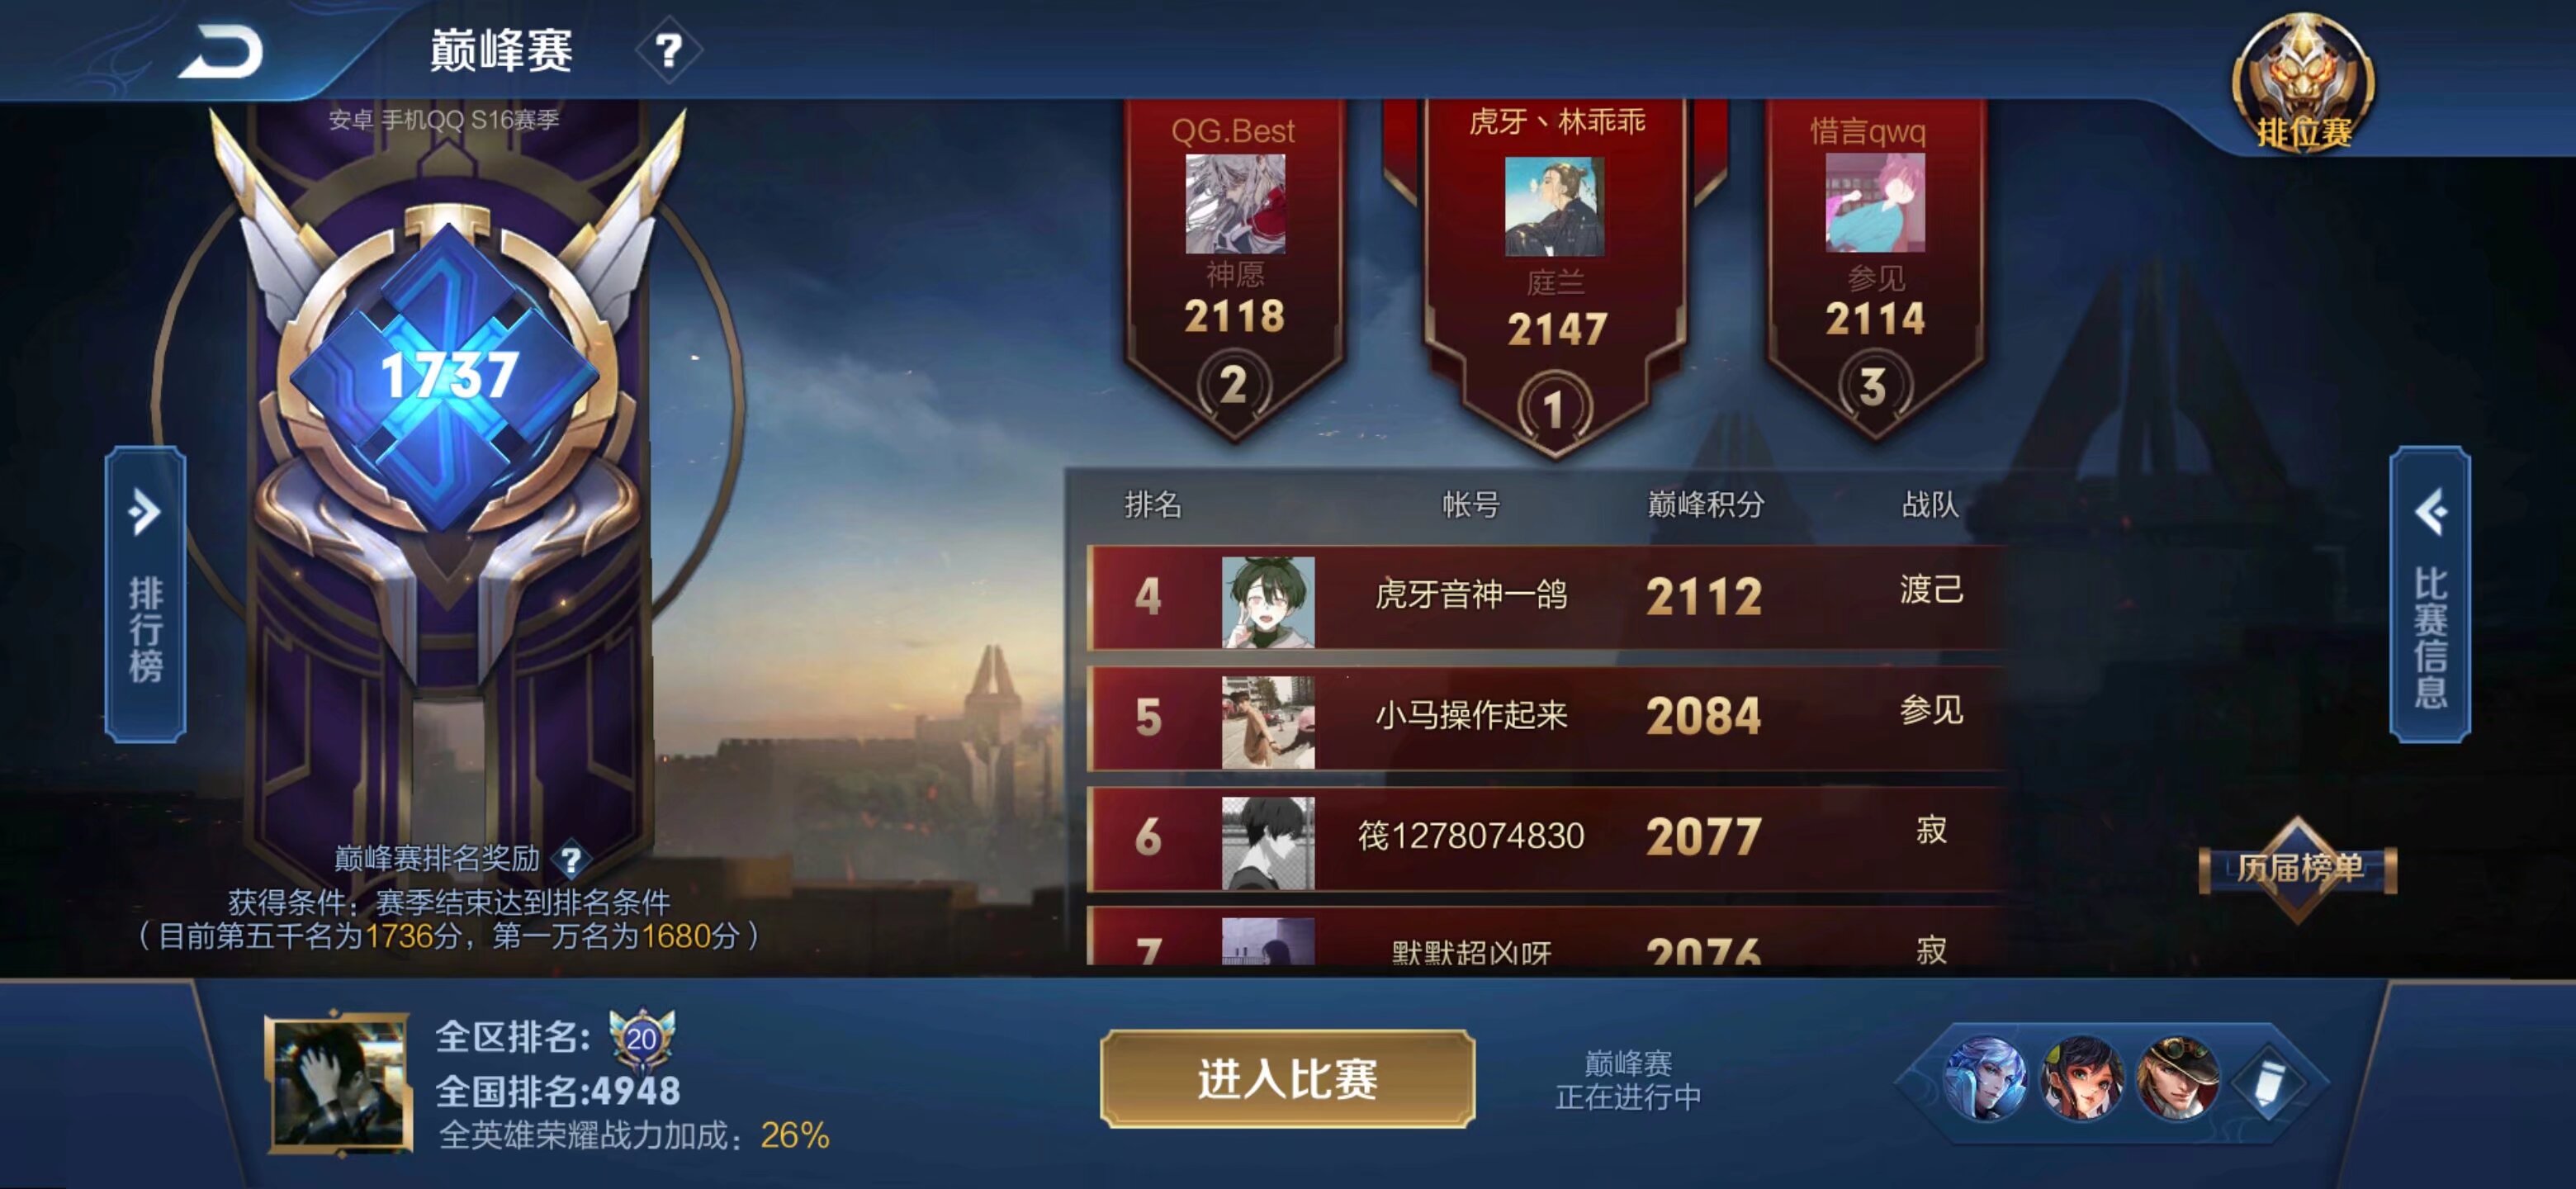 巅峰赛 ?
排位赛
安卓 手机QQ S16赛季
1737
排行榜
巅峰赛排名奖励 ?
获得条件：赛季结束达到排名条件
（目前第五千名为1736分，第一万名为1680分）
QG.Best
神愿
2118
2
虎牙丶林乖乖
庭兰
2147
1
惜言qwq
参见
2114
3
排名 帐号 巅峰积分 战队
4 虎牙音神一鸽 2112 渡己
5 小马操作起来 2084 参见
6 筏1278074830 2077 寂
7 默默超凶呀 2076 寂
比赛信息
历届榜单
全区排名: 20
全国排名:4948
全英雄荣耀战力加成：26%
进入比赛
巅峰赛
正在进行中